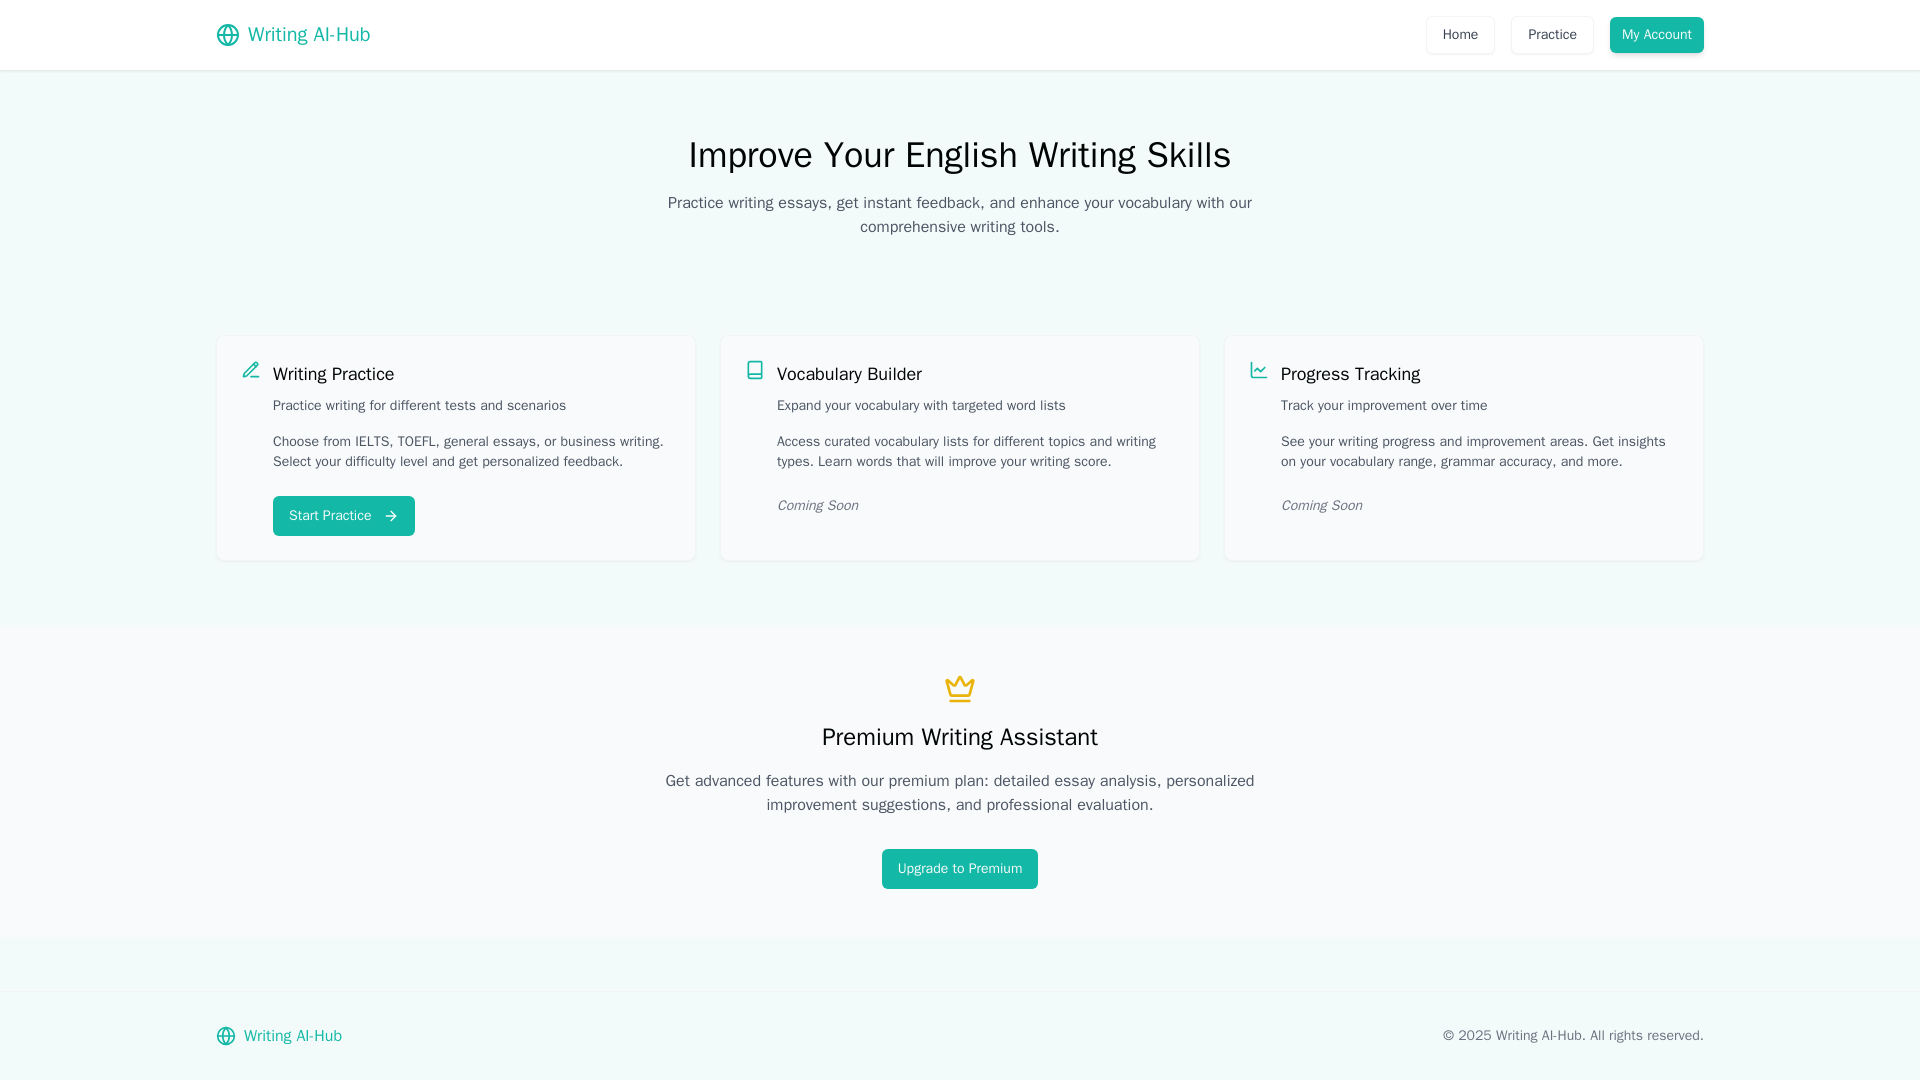 Writing AI-Hub
Home
Practice
My Account
Improve Your English Writing Skills
Practice writing essays, get instant feedback, and enhance your vocabulary with our
comprehensive writing tools.
Writing Practice
Practice writing for different tests and scenarios
Choose from IELTS, TOEFL, general essays, or business writing.
Select your difficulty level and get personalized feedback.
Start Practice
Vocabulary Builder
Expand your vocabulary with targeted word lists
Access curated vocabulary lists for different topics and writing
types. Learn words that will improve your writing score.
Coming Soon
Progress Tracking
Track your improvement over time
See your writing progress and improvement areas. Get insights
on your vocabulary range, grammar accuracy, and more.
Coming Soon
Premium Writing Assistant
Get advanced features with our premium plan: detailed essay analysis, personalized
improvement suggestions, and professional evaluation.
Upgrade to Premium
Writing AI-Hub
© 2025 Writing AI-Hub. All rights reserved.